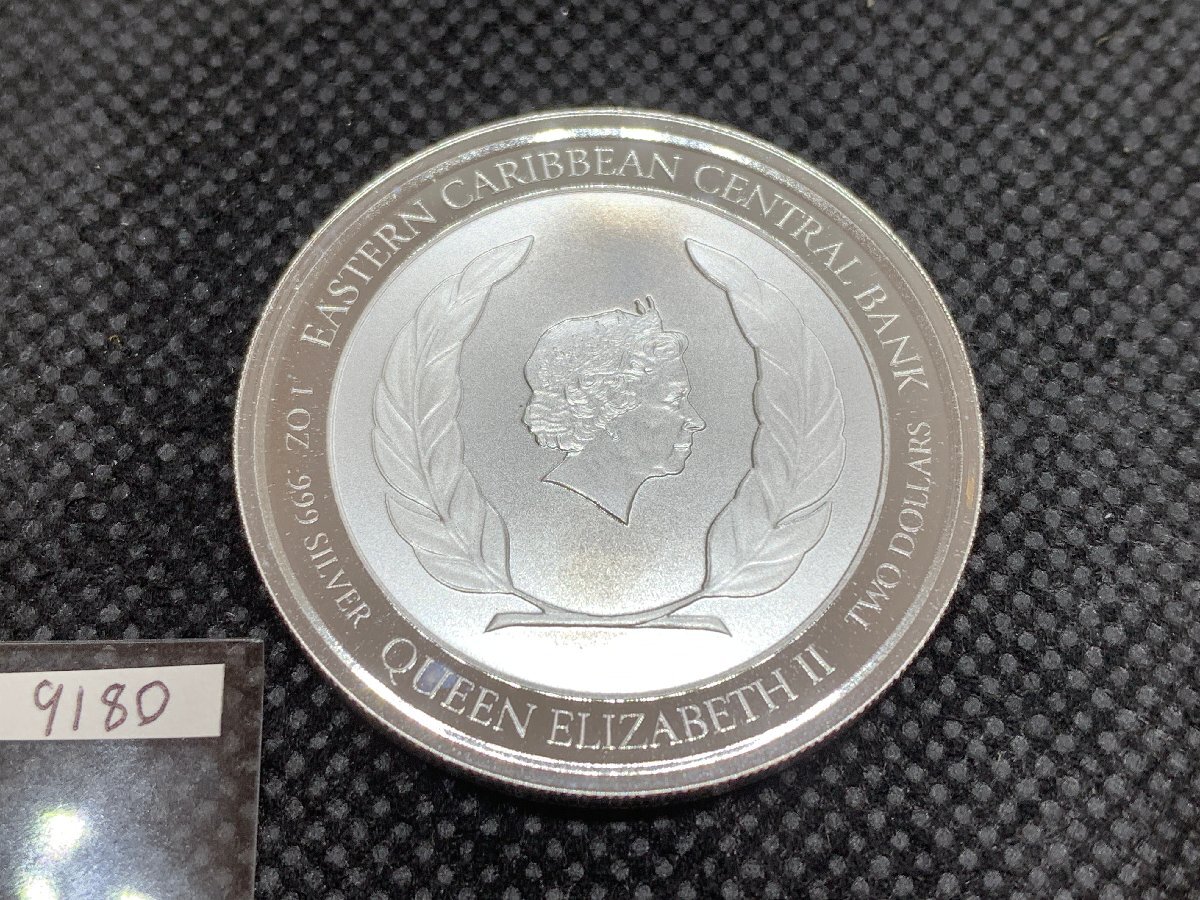 EASTERN CARIBBEAN CENTRAL BANK
TWO DOLLARS
QUEEN ELIZABETH II
.999 SILVER
1 OZ
9180